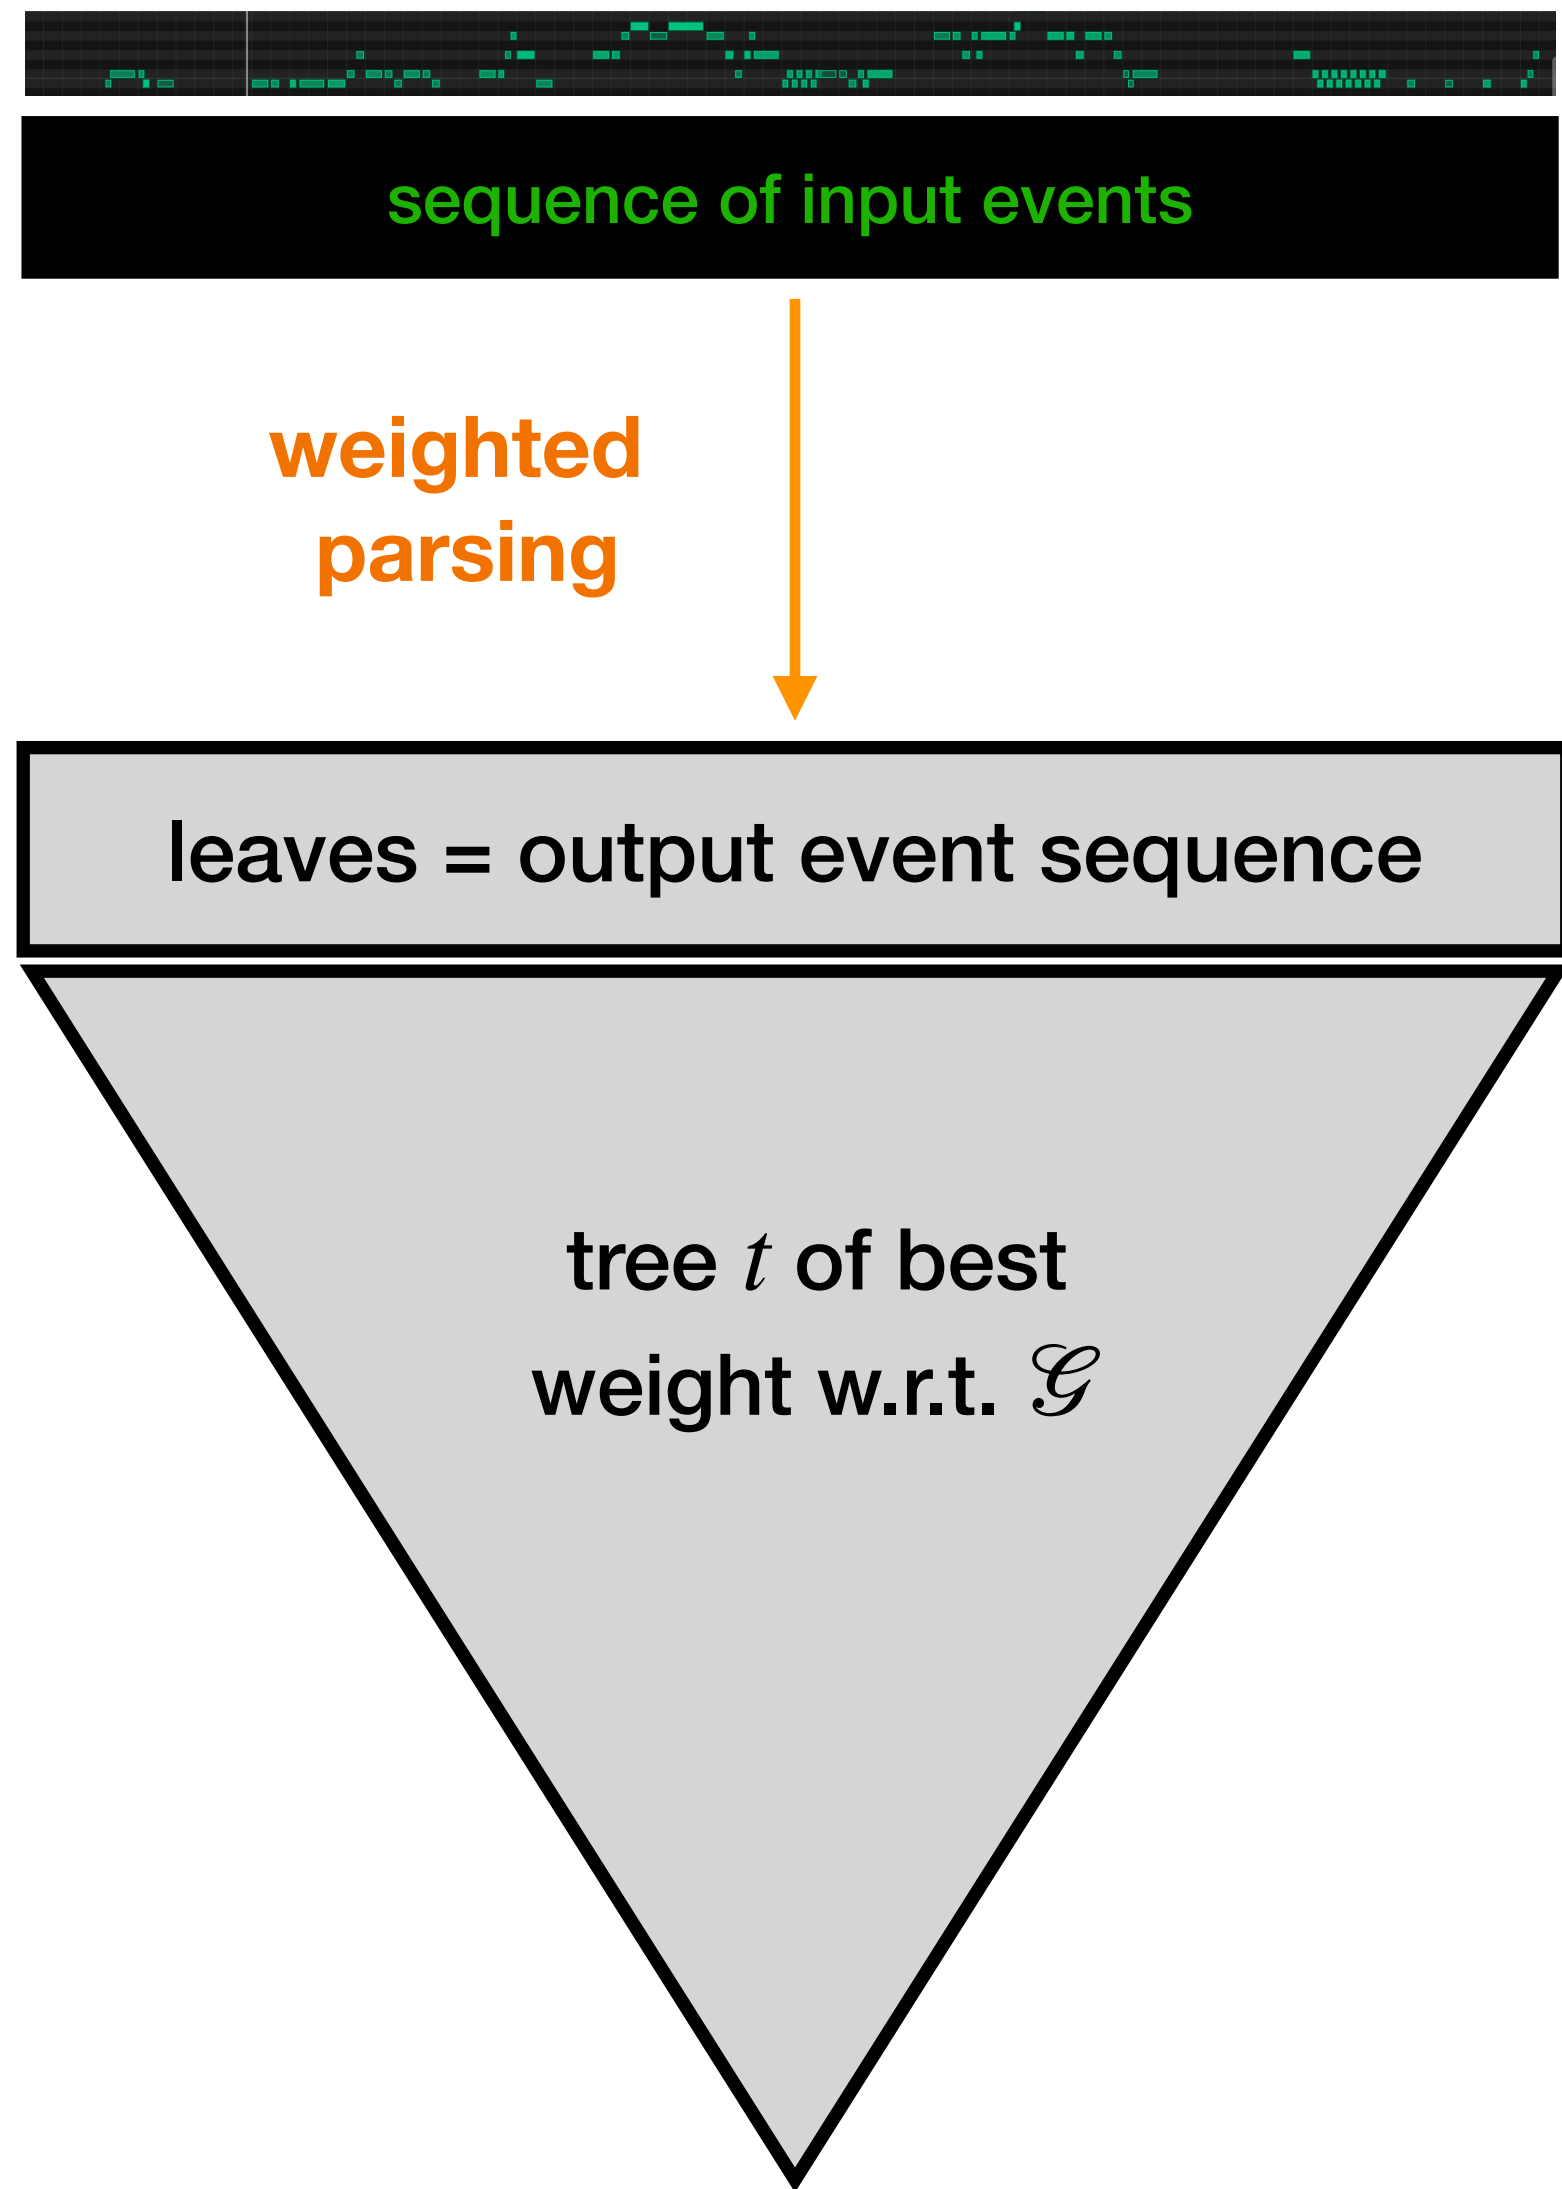 sequence of input events
weighted
parsing
leaves = output event sequence
tree t of best
weight w.r.t. 𝒢